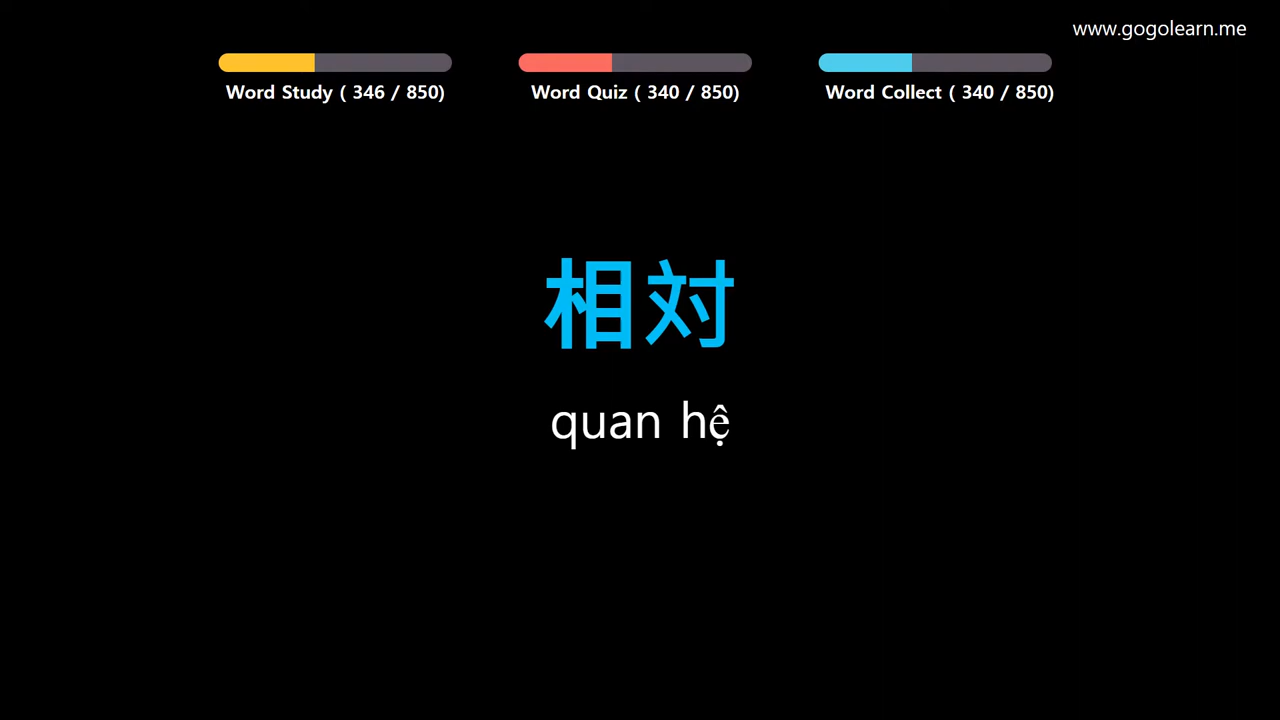 www.gogolearn.me
Word Study ( 346 / 850)
Word Quiz ( 340 / 850)
Word Collect ( 340 / 850)
相対
quan hệ